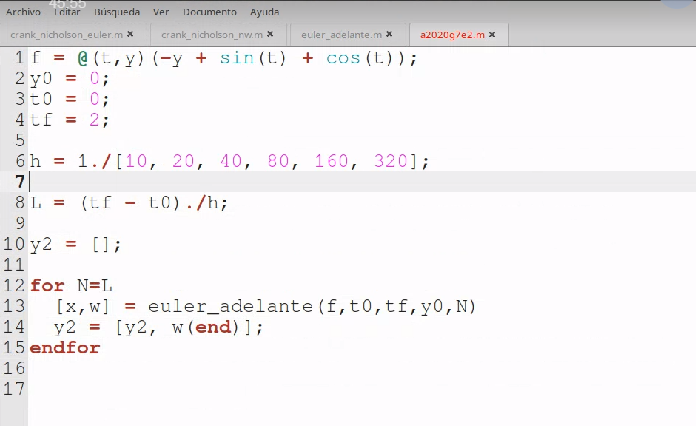 45:55
Archivo Editar Búsqueda Ver Documento Ayuda
crank_nicholson_euler.m × crank_nicholson_nw.m × euler_adelante.m × a2020q7e2.m ×
1 f = @(t,y)(-y + sin(t) + cos(t));
2 y0 = 0;
3 t0 = 0;
4 tf = 2;
5
6 h = 1./[10, 20, 40, 80, 160, 320];
7
8 L = (tf - t0)./h;
9
10 y2 = [];
11
12 for N=L
13 [x,w] = euler_adelante(f,t0,tf,y0,N)
14 y2 = [y2, w(end)];
15 endfor
16
17